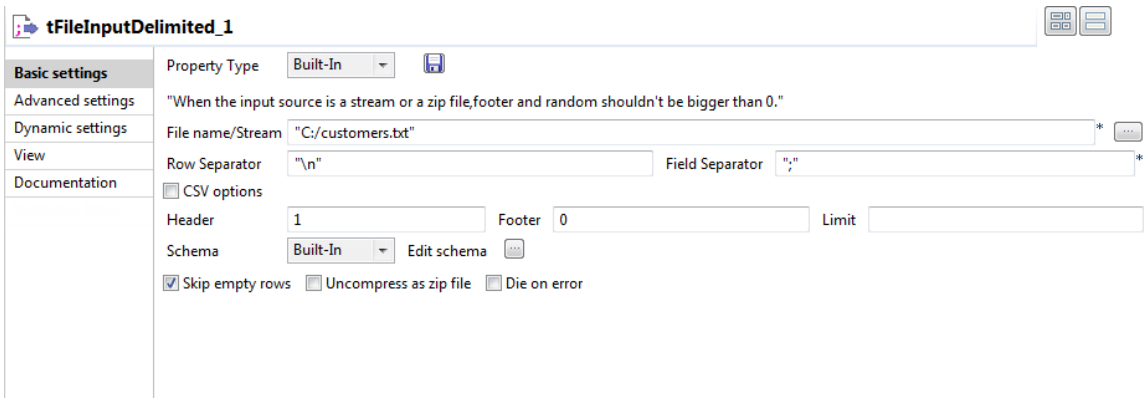 tFileInputDelimited_1
Basic settings
Advanced settings
Dynamic settings
View
Documentation
Property Type Built-In
"When the input source is a stream or a zip file,footer and random shouldn't be bigger than 0."
File name/Stream "C:/customers.txt" * ...
Row Separator "\n" Field Separator ";" *
CSV options
Header 1 Footer 0 Limit
Schema Built-In Edit schema ...
Skip empty rows Uncompress as zip file Die on error